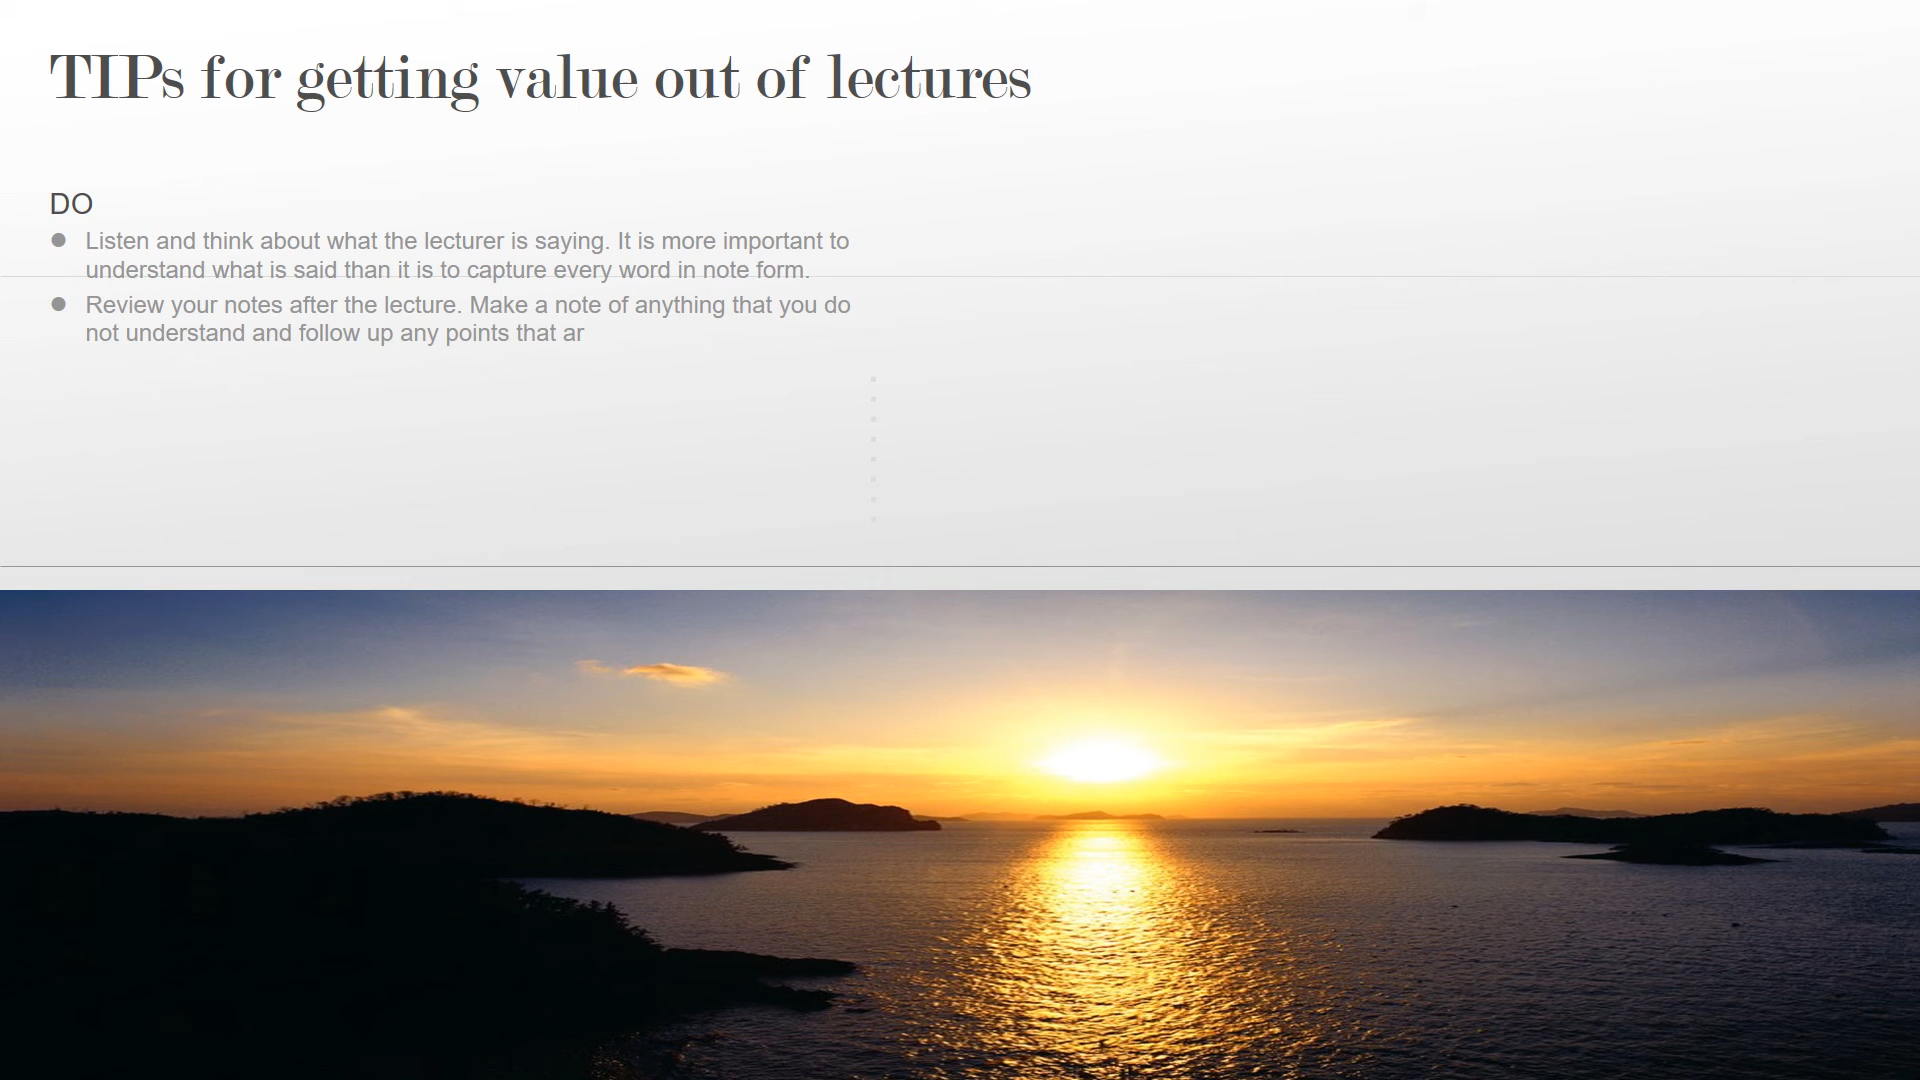 TIPs for getting value out of lectures
DO
● Listen and think about what the lecturer is saying. It is more important to
understand what is said than it is to capture every word in note form.
● Review your notes after the lecture. Make a note of anything that you do
not understand and follow up any points that ar